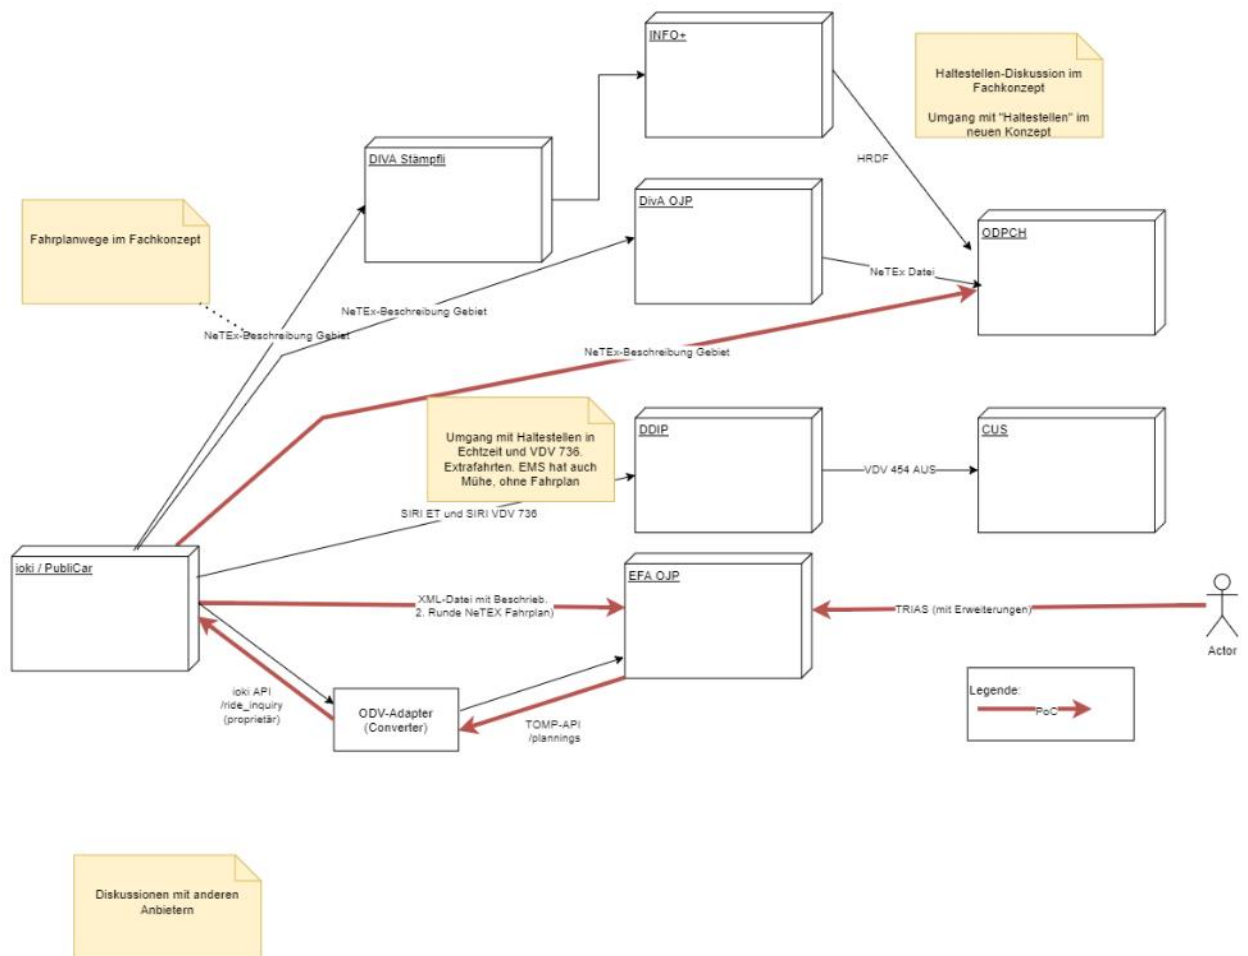 INFO+
Haltestellen-Diskussion im
Fachkonzept
Umgang mit "Haltestellen" im
neuen Konzept
DIVA Stämpfli
HRDF
DivA OJP
Fahrplanwege im Fachkonzept
ODPCH
NeTEx Datei
NeTEx-Beschreibung Gebiet
NeTEx-Beschreibung Gebiet
NeTEx-Beschreibung Gebiet
Umgang mit Haltestellen in
Echtzeit und VDV 736.
Extrafahrten. EMS hat auch
Mühe, ohne Fahrplan
DDIP
CUS
VDV 454 AUS
SIRI ET und SIRI VDV 736
ioki / PubliCar
EFA OJP
XML-Datei mit Beschrieb.
2. Runde NeTEX Fahrplan)
TRIAS (mit Erweiterungen)
Actor
ioki API
/ride_inquiry
(proprietär)
ODV-Adapter
(Converter)
TOMP-API
/plannings
Legende:
PoC
Diskussionen mit anderen
Anbietern